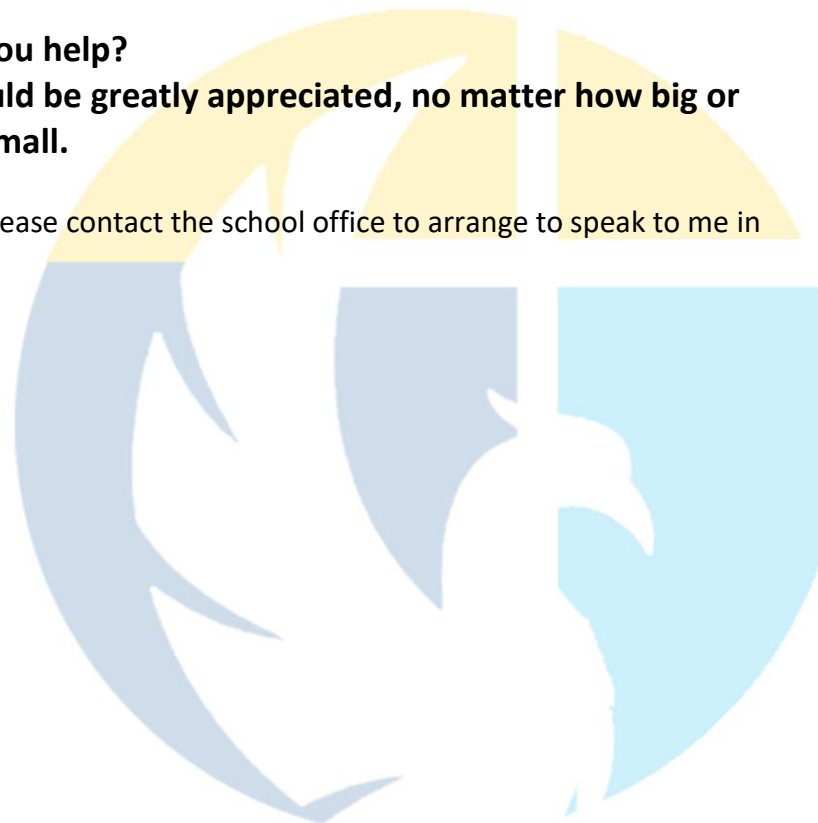 ou help?
uld be greatly appreciated, no matter how big or
mall.
ease contact the school office to arrange to speak to me in